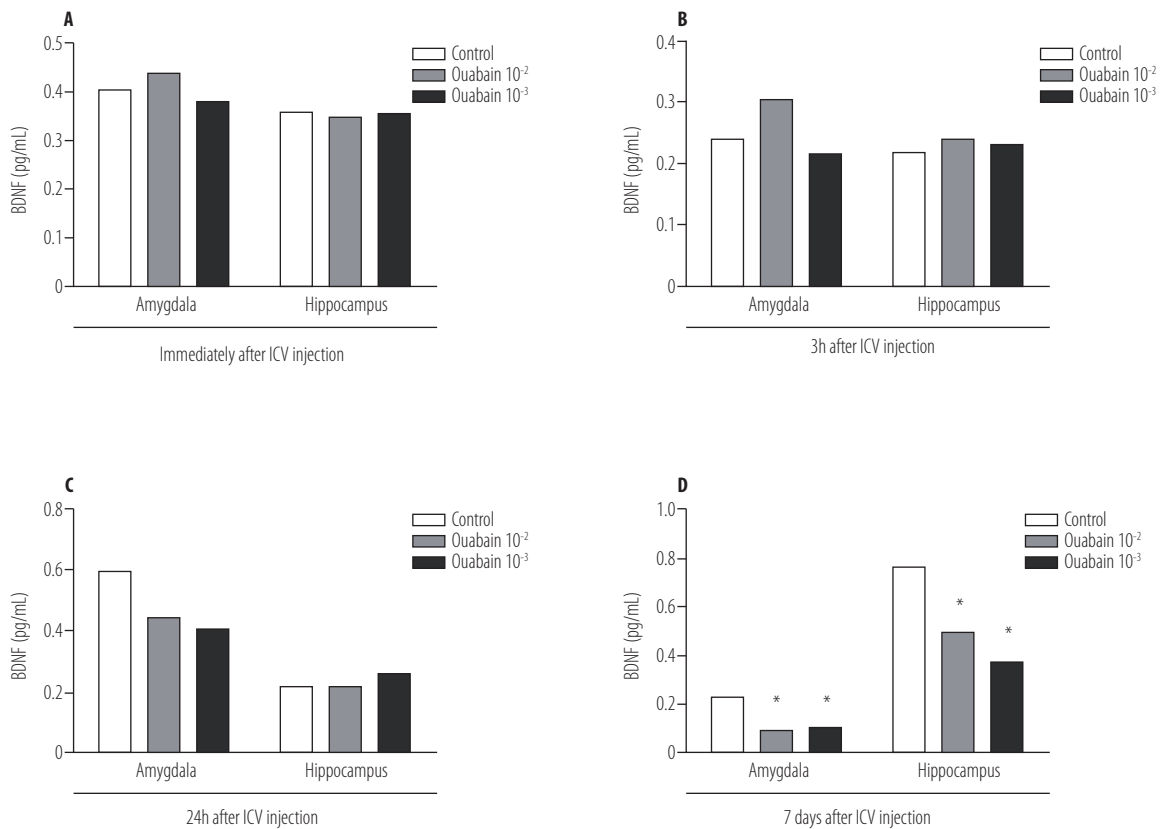 A
BDNF (pg/mL)
0.5
0.4
0.3
0.2
0.1
0
Control
Ouabain 10⁻²
Ouabain 10⁻³
Amygdala Hippocampus
Immediately after ICV injection
B
BDNF (pg/mL)
0.4
0.3
0.2
0.1
0
Control
Ouabain 10⁻²
Ouabain 10⁻³
Amygdala Hippocampus
3h after ICV injection
C
BDNF (pg/mL)
0.8
0.6
0.4
0.2
0
Control
Ouabain 10⁻²
Ouabain 10⁻³
Amygdala Hippocampus
24h after ICV injection
D
BDNF (pg/mL)
1.0
0.8
0.6
0.4
0.2
0
Control
Ouabain 10⁻²
Ouabain 10⁻³
*
*
* *
Amygdala Hippocampus
7 days after ICV injection